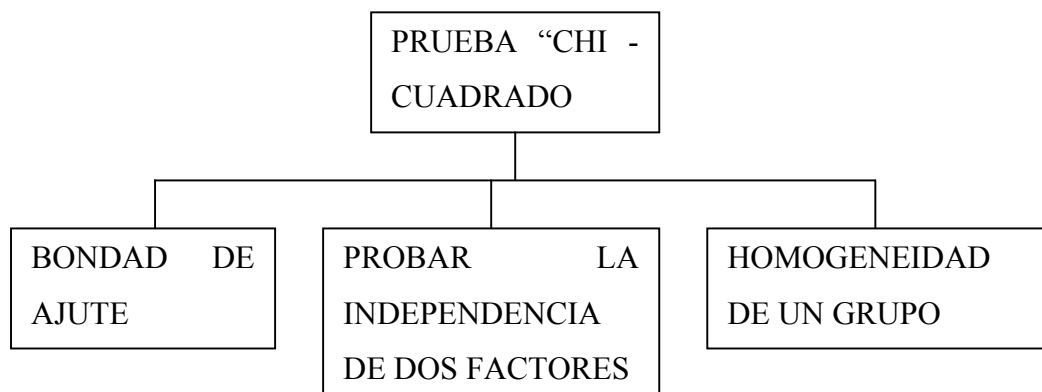 PRUEBA “CHI -
CUADRADO
BONDAD DE
AJUTE
PROBAR LA
INDEPENDENCIA
DE DOS FACTORES
HOMOGENEIDAD
DE UN GRUPO